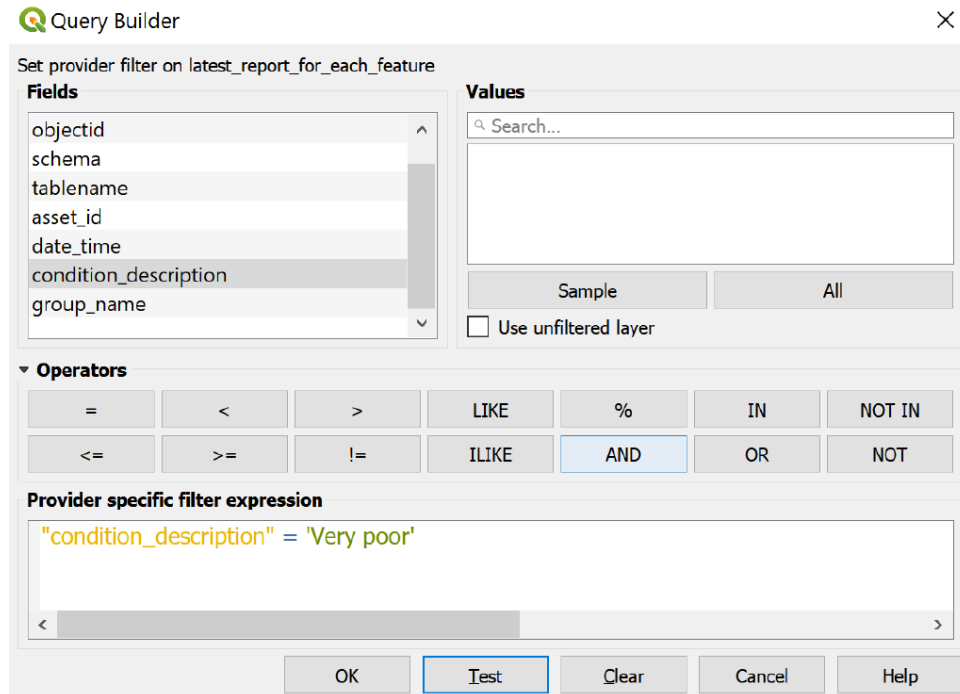 Query Builder
Set provider filter on latest_report_for_each_feature
Fields
objectid
schema
tablename
asset_id
date_time
condition_description
group_name
Values
Search...
Sample All
Use unfiltered layer
Operators
= < > LIKE % IN NOT IN
<= >= != ILIKE AND OR NOT
Provider specific filter expression
"condition_description" = 'Very poor'
OK Test Clear Cancel Help